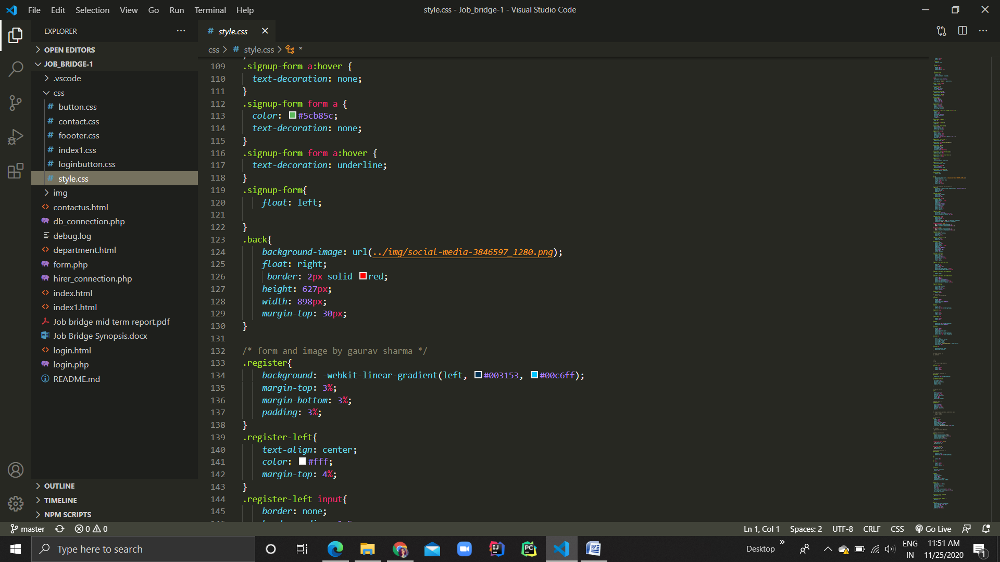 File Edit Selection View Go Run Terminal Help
style.css - Job_bridge-1 - Visual Studio Code
EXPLORER
OPEN EDITORS
JOB_BRIDGE-1
.vscode
css
# button.css
# contact.css
# foooter.css
# index1.css
# loginbutton.css
# style.css
img
<> contactus.html
db_connection.php
debug.log
<> department.html
form.php
hirer_connection.php
<> index.html
<> index1.html
Job bridge mid term report.pdf
Job Bridge Synopsis.docx
<> login.html
login.php
README.md
OUTLINE
TIMELINE
NPM SCRIPTS
# style.css
css > # style.css > *
109 .signup-form a:hover {
110 text-decoration: none;
111 }
112 .signup-form form a {
113 color: #5cb85c;
114 text-decoration: none;
115 }
116 .signup-form form a:hover {
117 text-decoration: underline;
118 }
119 .signup-form{
120 float: left;
121
122 }
123 .back{
124 background-image: url(../img/social-media-3846597_1280.png);
125 float: right;
126 border: 2px solid red;
127 height: 627px;
128 width: 898px;
129 margin-top: 30px;
130 }
131
132 /* form and image by gaurav sharma */
133 .register{
134 background: -webkit-linear-gradient(left, #003153, #00c6ff);
135 margin-top: 3%;
136 margin-bottom: 3%;
137 padding: 3%;
138 }
139 .register-left{
140 text-align: center;
141 color: #fff;
142 margin-top: 4%;
143 }
144 .register-left input{
145 border: none;
master 0 0
Ln 1, Col 1 Spaces: 2 UTF-8 CRLF CSS Go Live
Type here to search
Desktop
ENG
IN
11:51 AM
11/25/2020
1